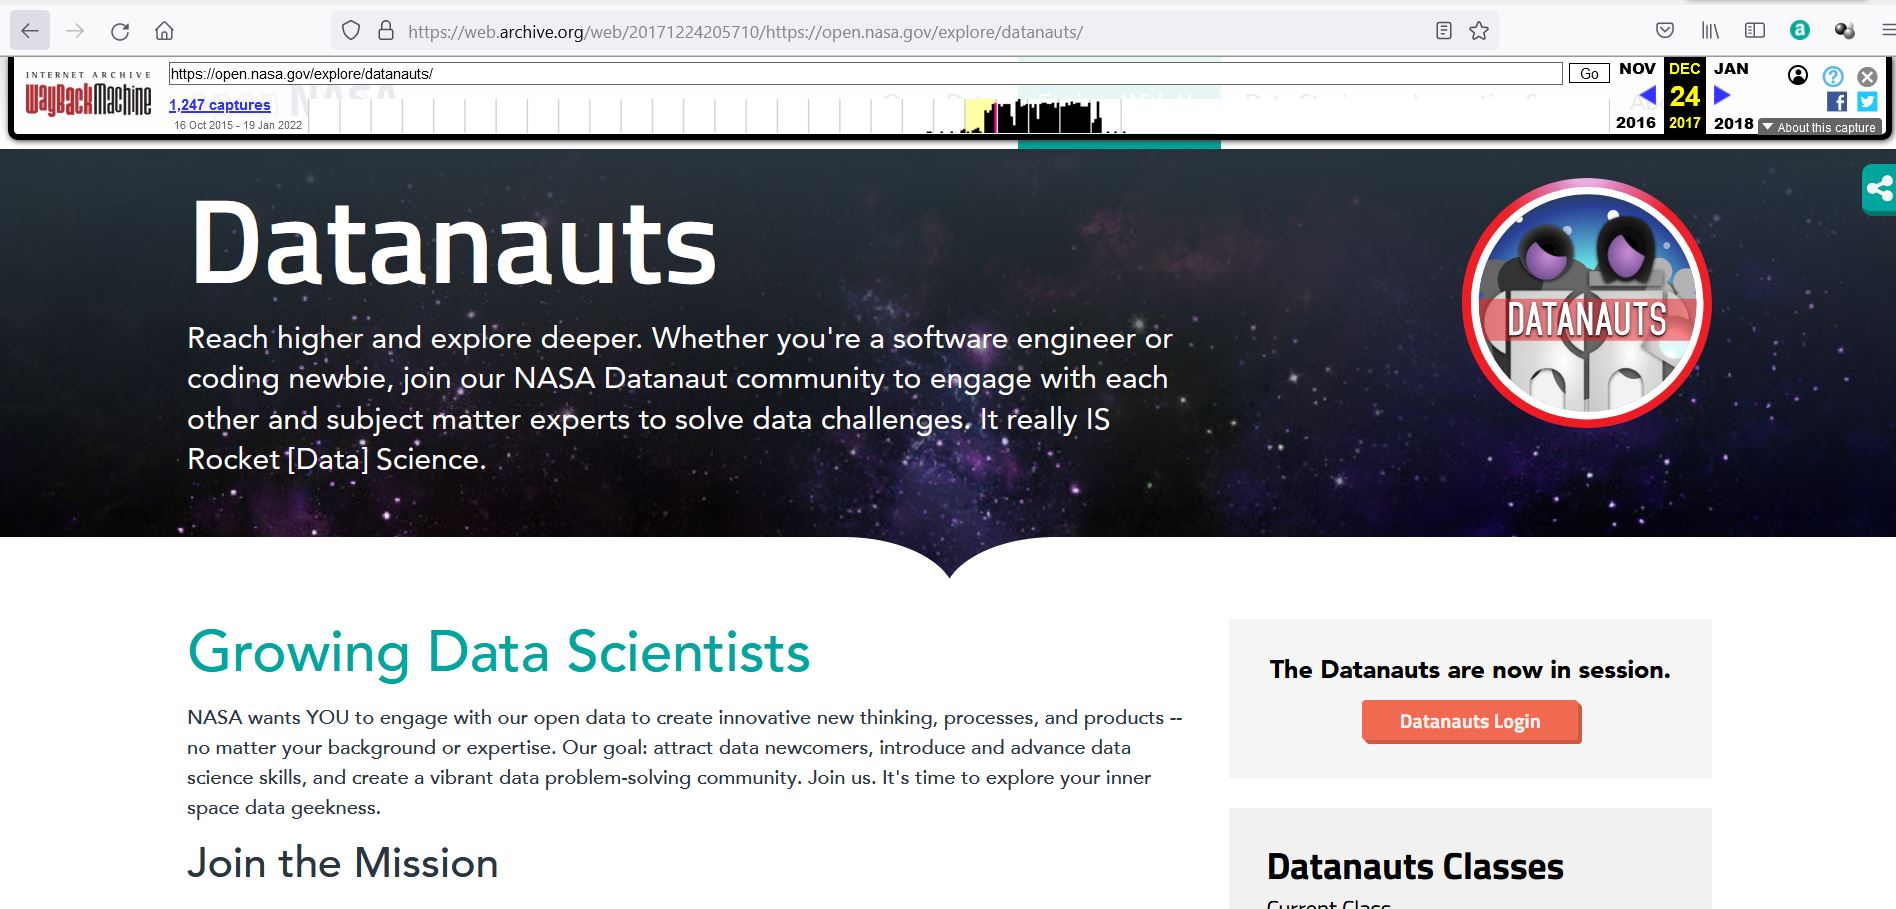 https://web.archive.org/web/20171224205710/https://open.nasa.gov/explore/datanauts/
INTERNET ARCHIVE
WayBackMachine
https://open.nasa.gov/explore/datanauts/
Go
NOV DEC JAN
1,247 captures
24
16 Oct 2015 - 19 Jan 2022
2016 2017 2018
About this capture
Datanauts
Reach higher and explore deeper. Whether you're a software engineer or
coding newbie, join our NASA Datanaut community to engage with each
other and subject matter experts to solve data challenges. It really IS
Rocket [Data] Science.
DATANAUTS
Growing Data Scientists
NASA wants YOU to engage with our open data to create innovative new thinking, processes, and products --
no matter your background or expertise. Our goal: attract data newcomers, introduce and advance data
science skills, and create a vibrant data problem-solving community. Join us. It's time to explore your inner
space data geekness.
Join the Mission
The Datanauts are now in session.
Datanauts Login
Datanauts Classes
Current Class